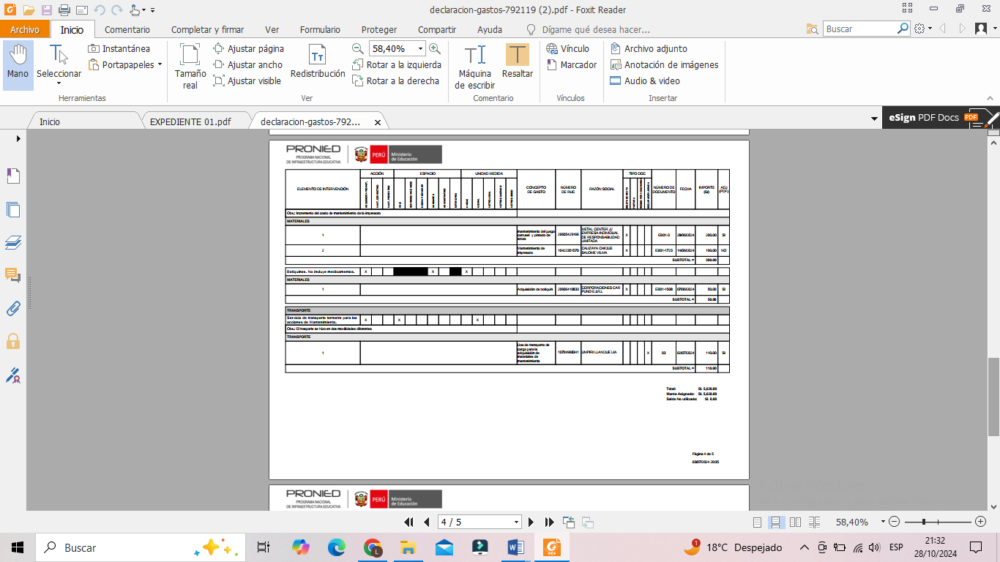 declaracion-gastos-792119 (2).pdf - Foxit Reader
Archivo Inicio Comentario Completar y firmar Ver Formulario Proteger Compartir Ayuda Dígame qué desea hacer... Buscar
Mano
Seleccionar
Instantánea
Portapapeles
Herramientas
Tamaño real
Ajustar página
Ajustar ancho
Ajustar visible
Redistribución
58,40%
Rotar a la izquierda
Rotar a la derecha
Ver
Máquina de escribir
Resaltar
Comentario
Vínculo
Marcador
Vínculos
Archivo adjunto
Anotación de imágenes
Audio & video
Insertar
Inicio EXPEDIENTE 01.pdf declaracion-gastos-792... eSign PDF Docs PDF
PRONIED
PROGRAMA NACIONAL
DE INFRAESTRUCTURA EDUCATIVA
PERÚ Ministerio
de Educación
ELEMENTO DE INTERVENCIÓN ACCIÓN ESPACIO UNIDAD MEDIDA CONCEPTO DE GASTO NÚMERO DE RUC RAZÓN SOCIAL TIPO DOC NÚMERO DE DOCUMENTO FECHA IMPORTE (S/) ADJ (PDF)
Obs.: Incremento del costo de mantenimiento de la impresora
MATERIALES
1 mantenimiento del juego carrusel y pintado de arcos 20605429166 METAL CENTER J2 EMPRESA INDIVIDUAL DE RESPONSABILIDAD LIMITADA X EB01-3 28/06/2024 200.00 SI
2 Mantenimiento de impresora 10422351570 CALIZAYA CHIQUE SALOME VILMA X EB01-1723 14/06/2024 190.00 NO
SUBTOTAL = 390.00
Botiquines. No incluye medicamentos. X X X
MATERIALES
1 Adquisición de botiquín 20606410833 CORPORACIONES CAR PUNO E.I.R.L X EB01-1508 07/06/2024 50.00 SI
SUBTOTAL = 50.00
TRANSPORTE
Servicio de transporte terrestre para las acciones de Mantenimiento. X X X
Obs.: El trasporte se hizo en dos movilidades diferentes
TRANSPORTE
1 Uso de transporte de carga para la adquisición de materiales de mantenimiento 10704968341 UMPIRI LLANQUE LIA X 03 03/07/2024 110.00 SI
SUBTOTAL = 110.00
Total: S/. 5,620.00
Monto Asignado: S/. 5,620.00
Saldo No utilizado: S/. 0.00
Página 4 de 5
03/07/2024 20:35
PRONIED
PROGRAMA NACIONAL
DE INFRAESTRUCTURA EDUCATIVA
PERÚ Ministerio
de Educación
4 / 5 58,40%
Buscar 1 18°C Despejado ESP 21:32
28/10/2024